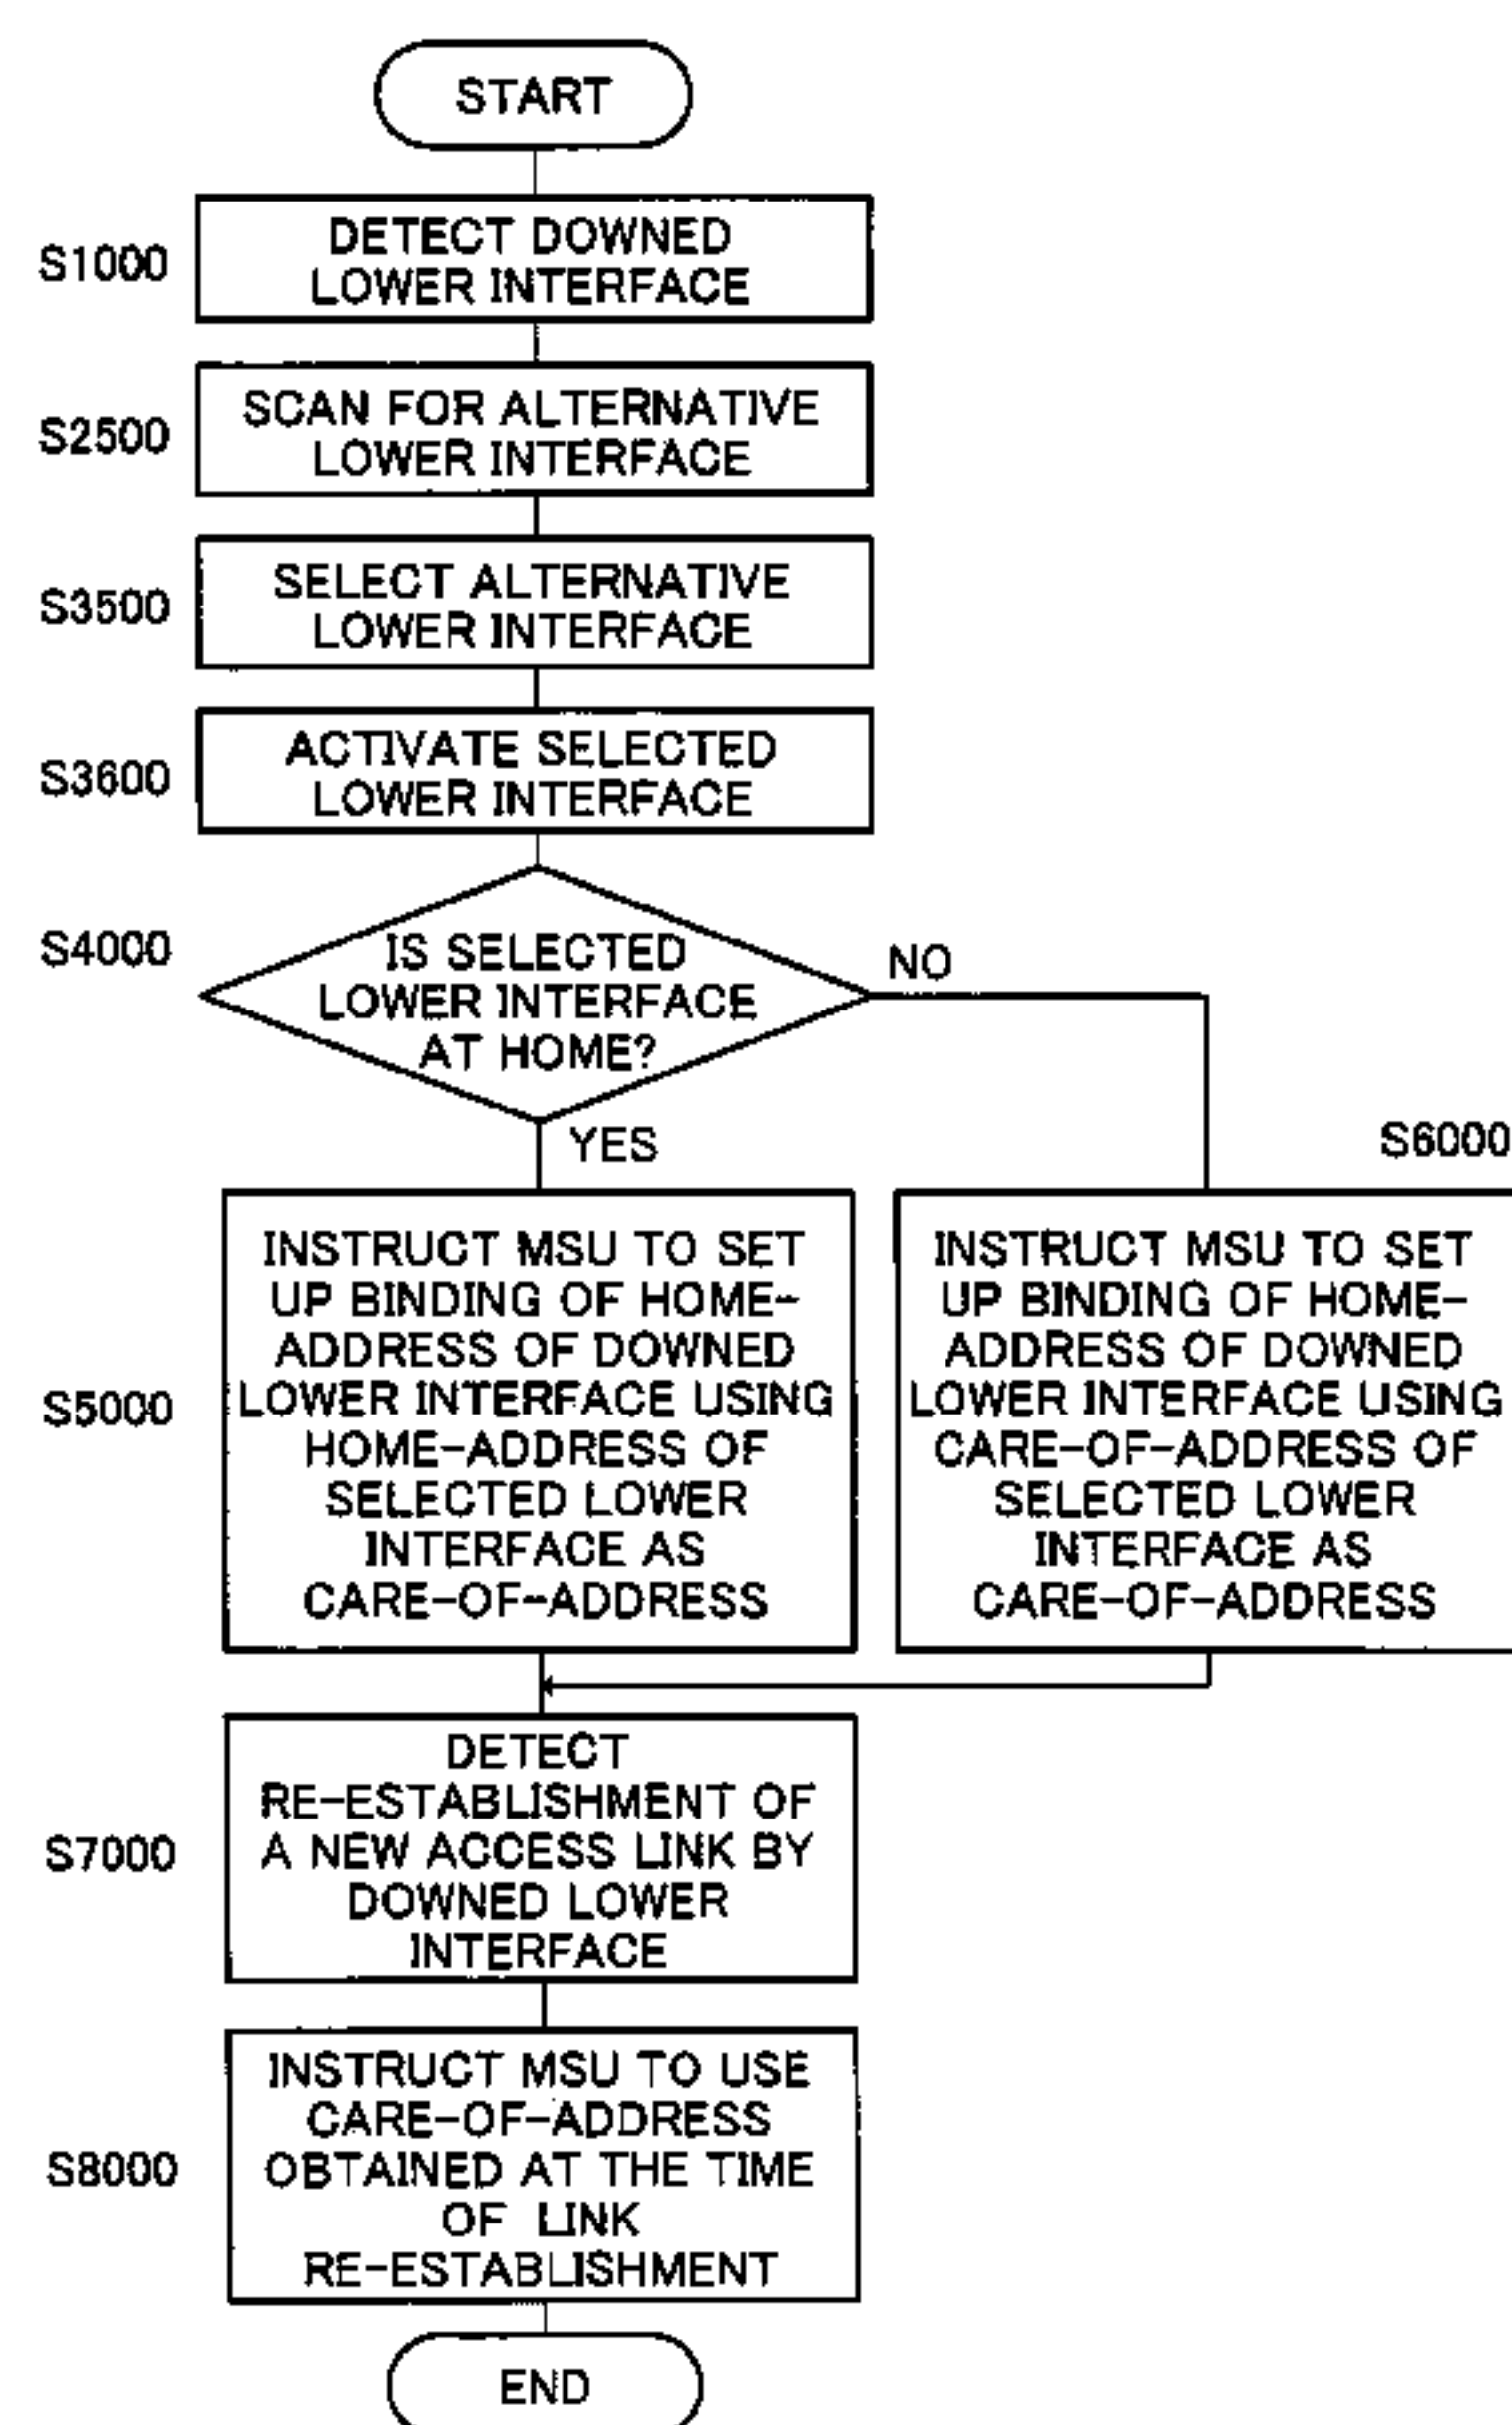 START
S1000
DETECT DOWNED
LOWER INTERFACE
S2500
SCAN FOR ALTERNATIVE
LOWER INTERFACE
S3500
SELECT ALTERNATIVE
LOWER INTERFACE
S3600
ACTIVATE SELECTED
LOWER INTERFACE
S4000
IS SELECTED
LOWER INTERFACE
AT HOME?
NO
YES
S5000
INSTRUCT MSU TO SET
UP BINDING OF HOME-
ADDRESS OF DOWNED
LOWER INTERFACE USING
HOME-ADDRESS OF
SELECTED LOWER
INTERFACE AS
CARE-OF-ADDRESS
S6000
INSTRUCT MSU TO SET
UP BINDING OF HOME-
ADDRESS OF DOWNED
LOWER INTERFACE USING
CARE-OF-ADDRESS OF
SELECTED LOWER
INTERFACE AS
CARE-OF-ADDRESS
S7000
DETECT
RE-ESTABLISHMENT OF
A NEW ACCESS LINK BY
DOWNED LOWER
INTERFACE
S8000
INSTRUCT MSU TO USE
CARE-OF-ADDRESS
OBTAINED AT THE TIME
OF LINK
RE-ESTABLISHMENT
END